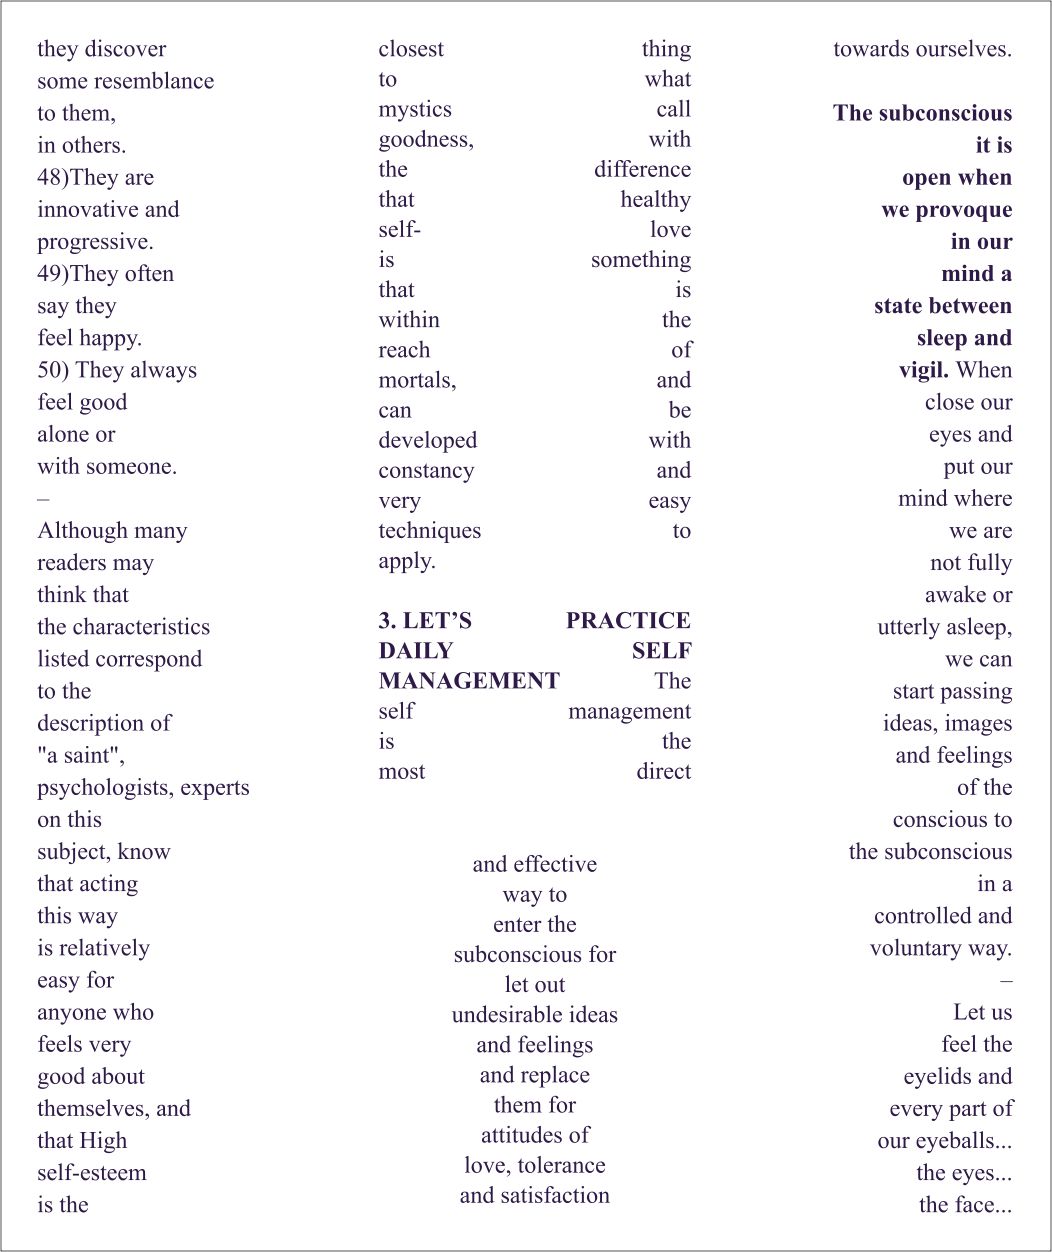 they discover
some resemblance
to them,
in others.
48)They are
innovative and
progressive.
49)They often
say they
feel happy.
50) They always
feel good
alone or
with someone.
–
Although many
readers may
think that
the characteristics
listed correspond
to the
description of
"a saint",
psychologists, experts
on this
subject, know
that acting
this way
is relatively
easy for
anyone who
feels very
good about
themselves, and
that High
self-esteem
is the
closest thing
to what
mystics call
goodness, with
the difference
that healthy
self- love
is something
that is
within the
reach of
mortals, and
can be
developed with
constancy and
very easy
techniques to
apply.
3. LET’S PRACTICE
DAILY SELF
MANAGEMENT The
self management
is the
most direct
and effective
way to
enter the
subconscious for
let out
undesirable ideas
and feelings
and replace
them for
attitudes of
love, tolerance
and satisfaction
towards ourselves.
The subconscious
it is
open when
we provoque
in our
mind a
state between
sleep and
vigil. When
close our
eyes and
put our
mind where
we are
not fully
awake or
utterly asleep,
we can
start passing
ideas, images
and feelings
of the
conscious to
the subconscious
in a
controlled and
voluntary way.
–
Let us
feel the
eyelids and
every part of
our eyeballs...
the eyes...
the face...